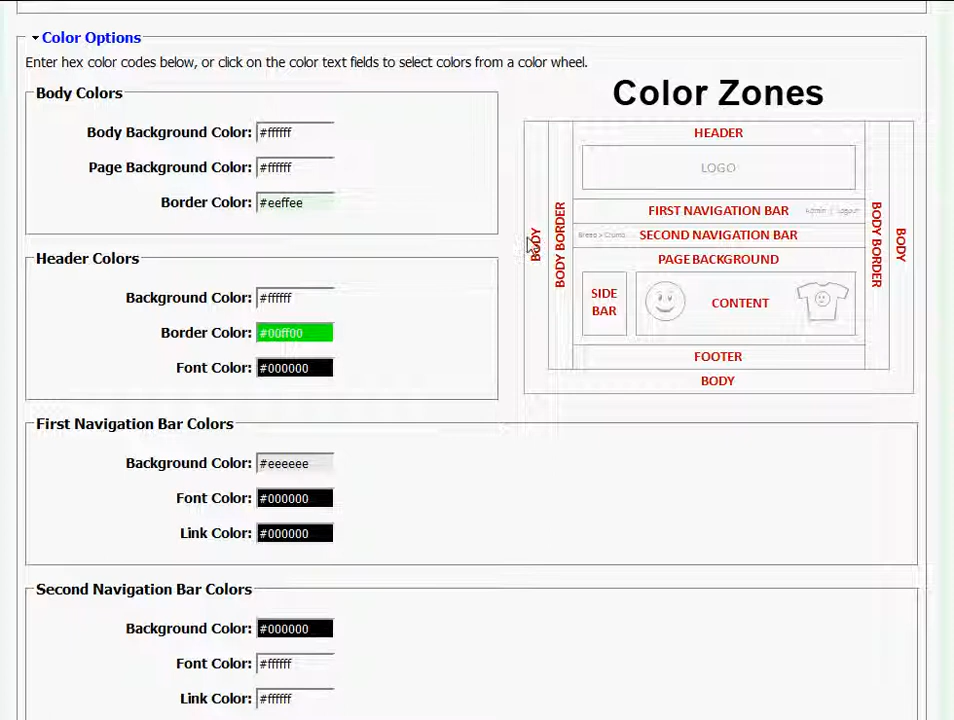 Color Options
Enter hex color codes below, or click on the color text fields to select colors from a color wheel.
Body Colors
Body Background Color: #ffffff
Page Background Color: #ffffff
Border Color: #eeffee
Header Colors
Background Color: #ffffff
Border Color: #00ff00
Font Color: #000000
Color Zones
HEADER
LOGO
FIRST NAVIGATION BAR
Admin | Logout
Bread > Crumb
SECOND NAVIGATION BAR
PAGE BACKGROUND
BODY
BODY BORDER
BODY BORDER
BODY
SIDE
BAR
CONTENT
FOOTER
BODY
First Navigation Bar Colors
Background Color: #eeeeee
Font Color: #000000
Link Color: #000000
Second Navigation Bar Colors
Background Color: #000000
Font Color: #ffffff
Link Color: #ffffff